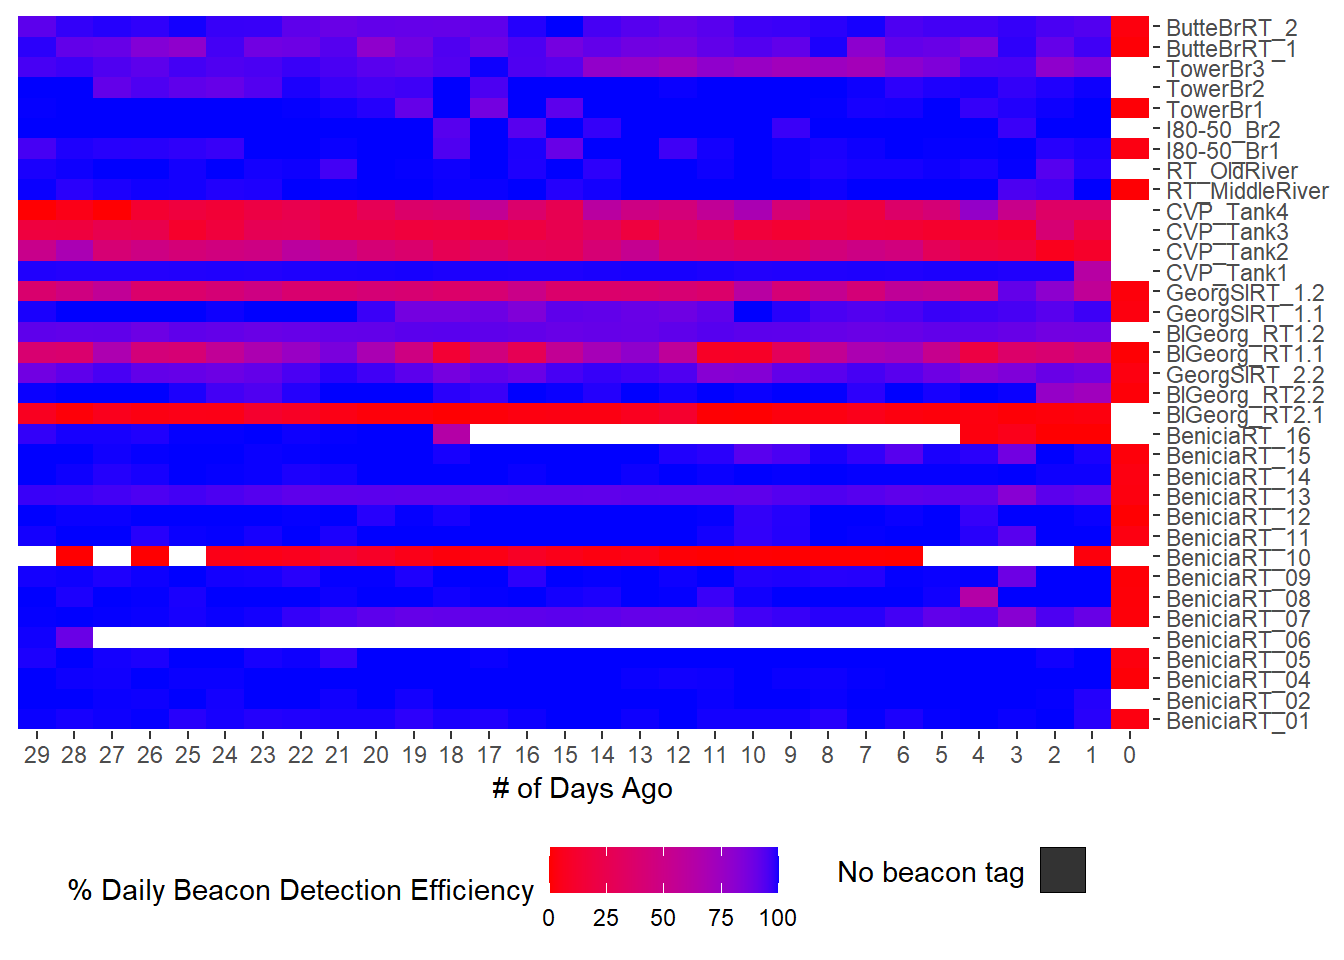 ButteBrRT_2
ButteBrRT_1
TowerBr3
TowerBr2
TowerBr1
I80-50_Br2
I80-50_Br1
RT_OldRiver
RT_MiddleRiver
CVP_Tank4
CVP_Tank3
CVP_Tank2
CVP_Tank1
GeorgSlRT_1.2
GeorgSlRT_1.1
BlGeorg_RT1.2
BlGeorg_RT1.1
GeorgSlRT_2.2
BlGeorg_RT2.2
BlGeorg_RT2.1
BeniciaRT_16
BeniciaRT_15
BeniciaRT_14
BeniciaRT_13
BeniciaRT_12
BeniciaRT_11
BeniciaRT_10
BeniciaRT_09
BeniciaRT_08
BeniciaRT_07
BeniciaRT_06
BeniciaRT_05
BeniciaRT_04
BeniciaRT_02
BeniciaRT_01
29 28 27 26 25 24 23 22 21 20 19 18 17 16 15 14 13 12 11 10 9 8 7 6 5 4 3 2 1 0
# of Days Ago
% Daily Beacon Detection Efficiency
0 25 50 75 100
No beacon tag